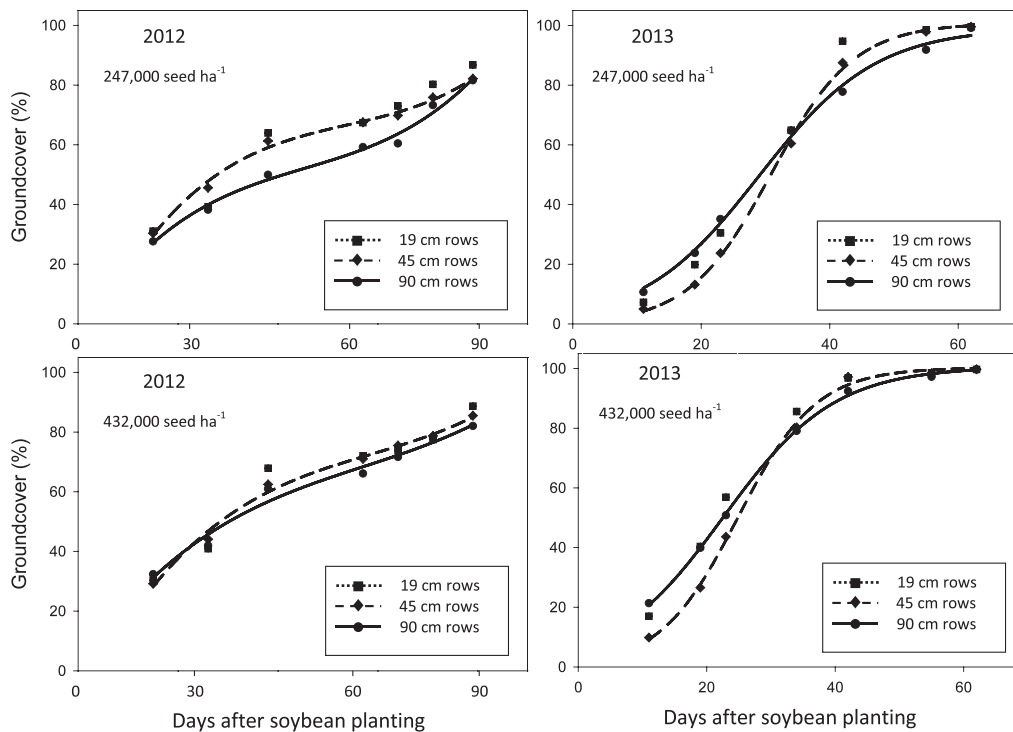 2012
247,000 seed ha-1
Groundcover (%)
100
80
60
40
20
0
0
30
60
90
19 cm rows
45 cm rows
90 cm rows
2013
247,000 seed ha-1
100
80
60
40
20
0
0
20
40
60
19 cm rows
45 cm rows
90 cm rows
2012
432,000 seed ha-1
Groundcover (%)
100
80
60
40
20
0
0
30
60
90
19 cm rows
45 cm rows
90 cm rows
Days after soybean planting
2013
432,000 seed ha-1
100
80
60
40
20
0
0
20
40
60
19 cm rows
45 cm rows
90 cm rows
Days after soybean planting